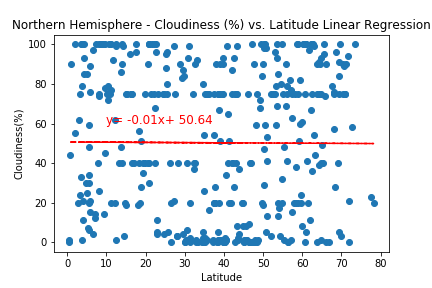 Northern Hemisphere - Cloudiness (%) vs. Latitude Linear Regression
100
80
60
40
20
0
Cloudiness(%)
y= -0.01x+ 50.64
0 10 20 30 40 50 60 70 80
Latitude